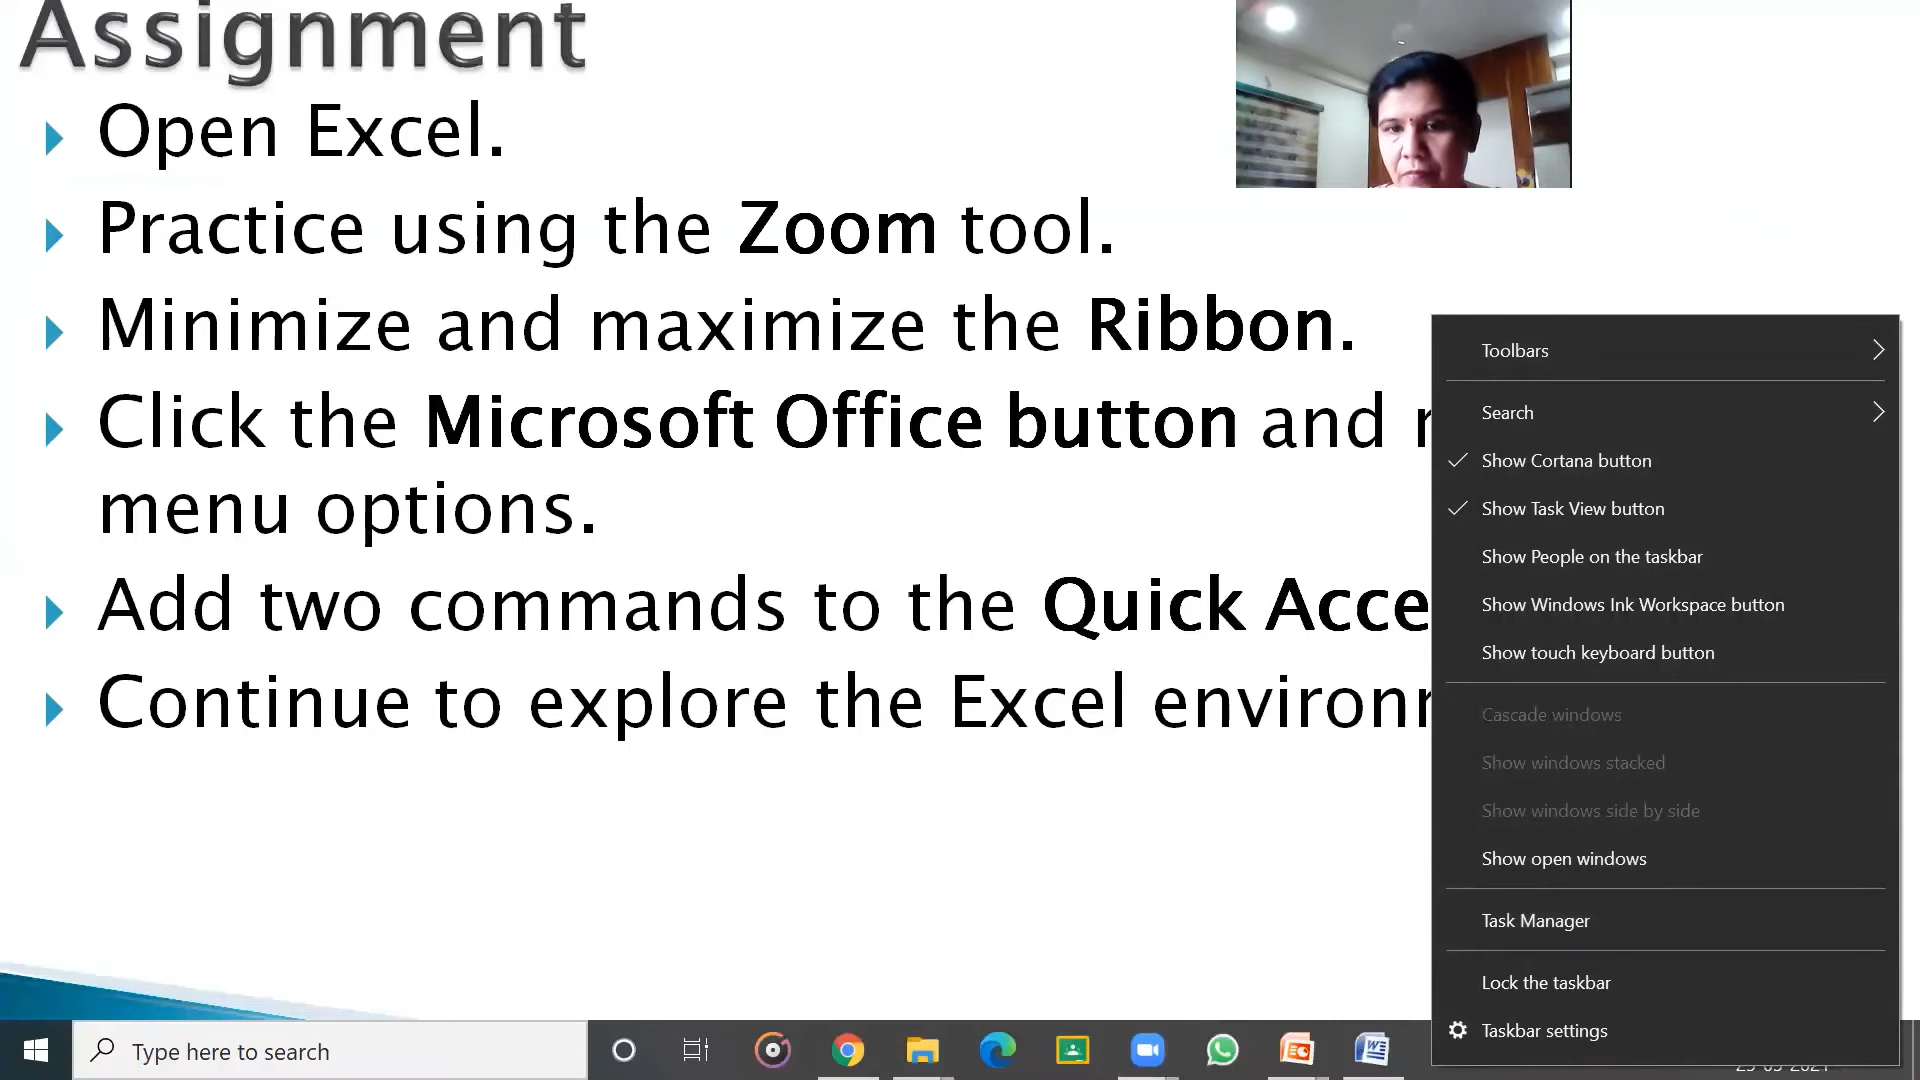 Assignment
Open Excel.
Practice using the Zoom tool.
Minimize and maximize the Ribbon.
Click the Microsoft Office button and
menu options.
Add two commands to the Quick
Continue to explore the Excel
Toolbars
Search
Show Cortana button
Show Task View button
Show People on the taskbar
Show Windows Ink Workspace button
Show touch keyboard button
Cascade windows
Show windows stacked
Show windows side by side
Show open windows
Task Manager
Lock the taskbar
Taskbar settings
Type here to search